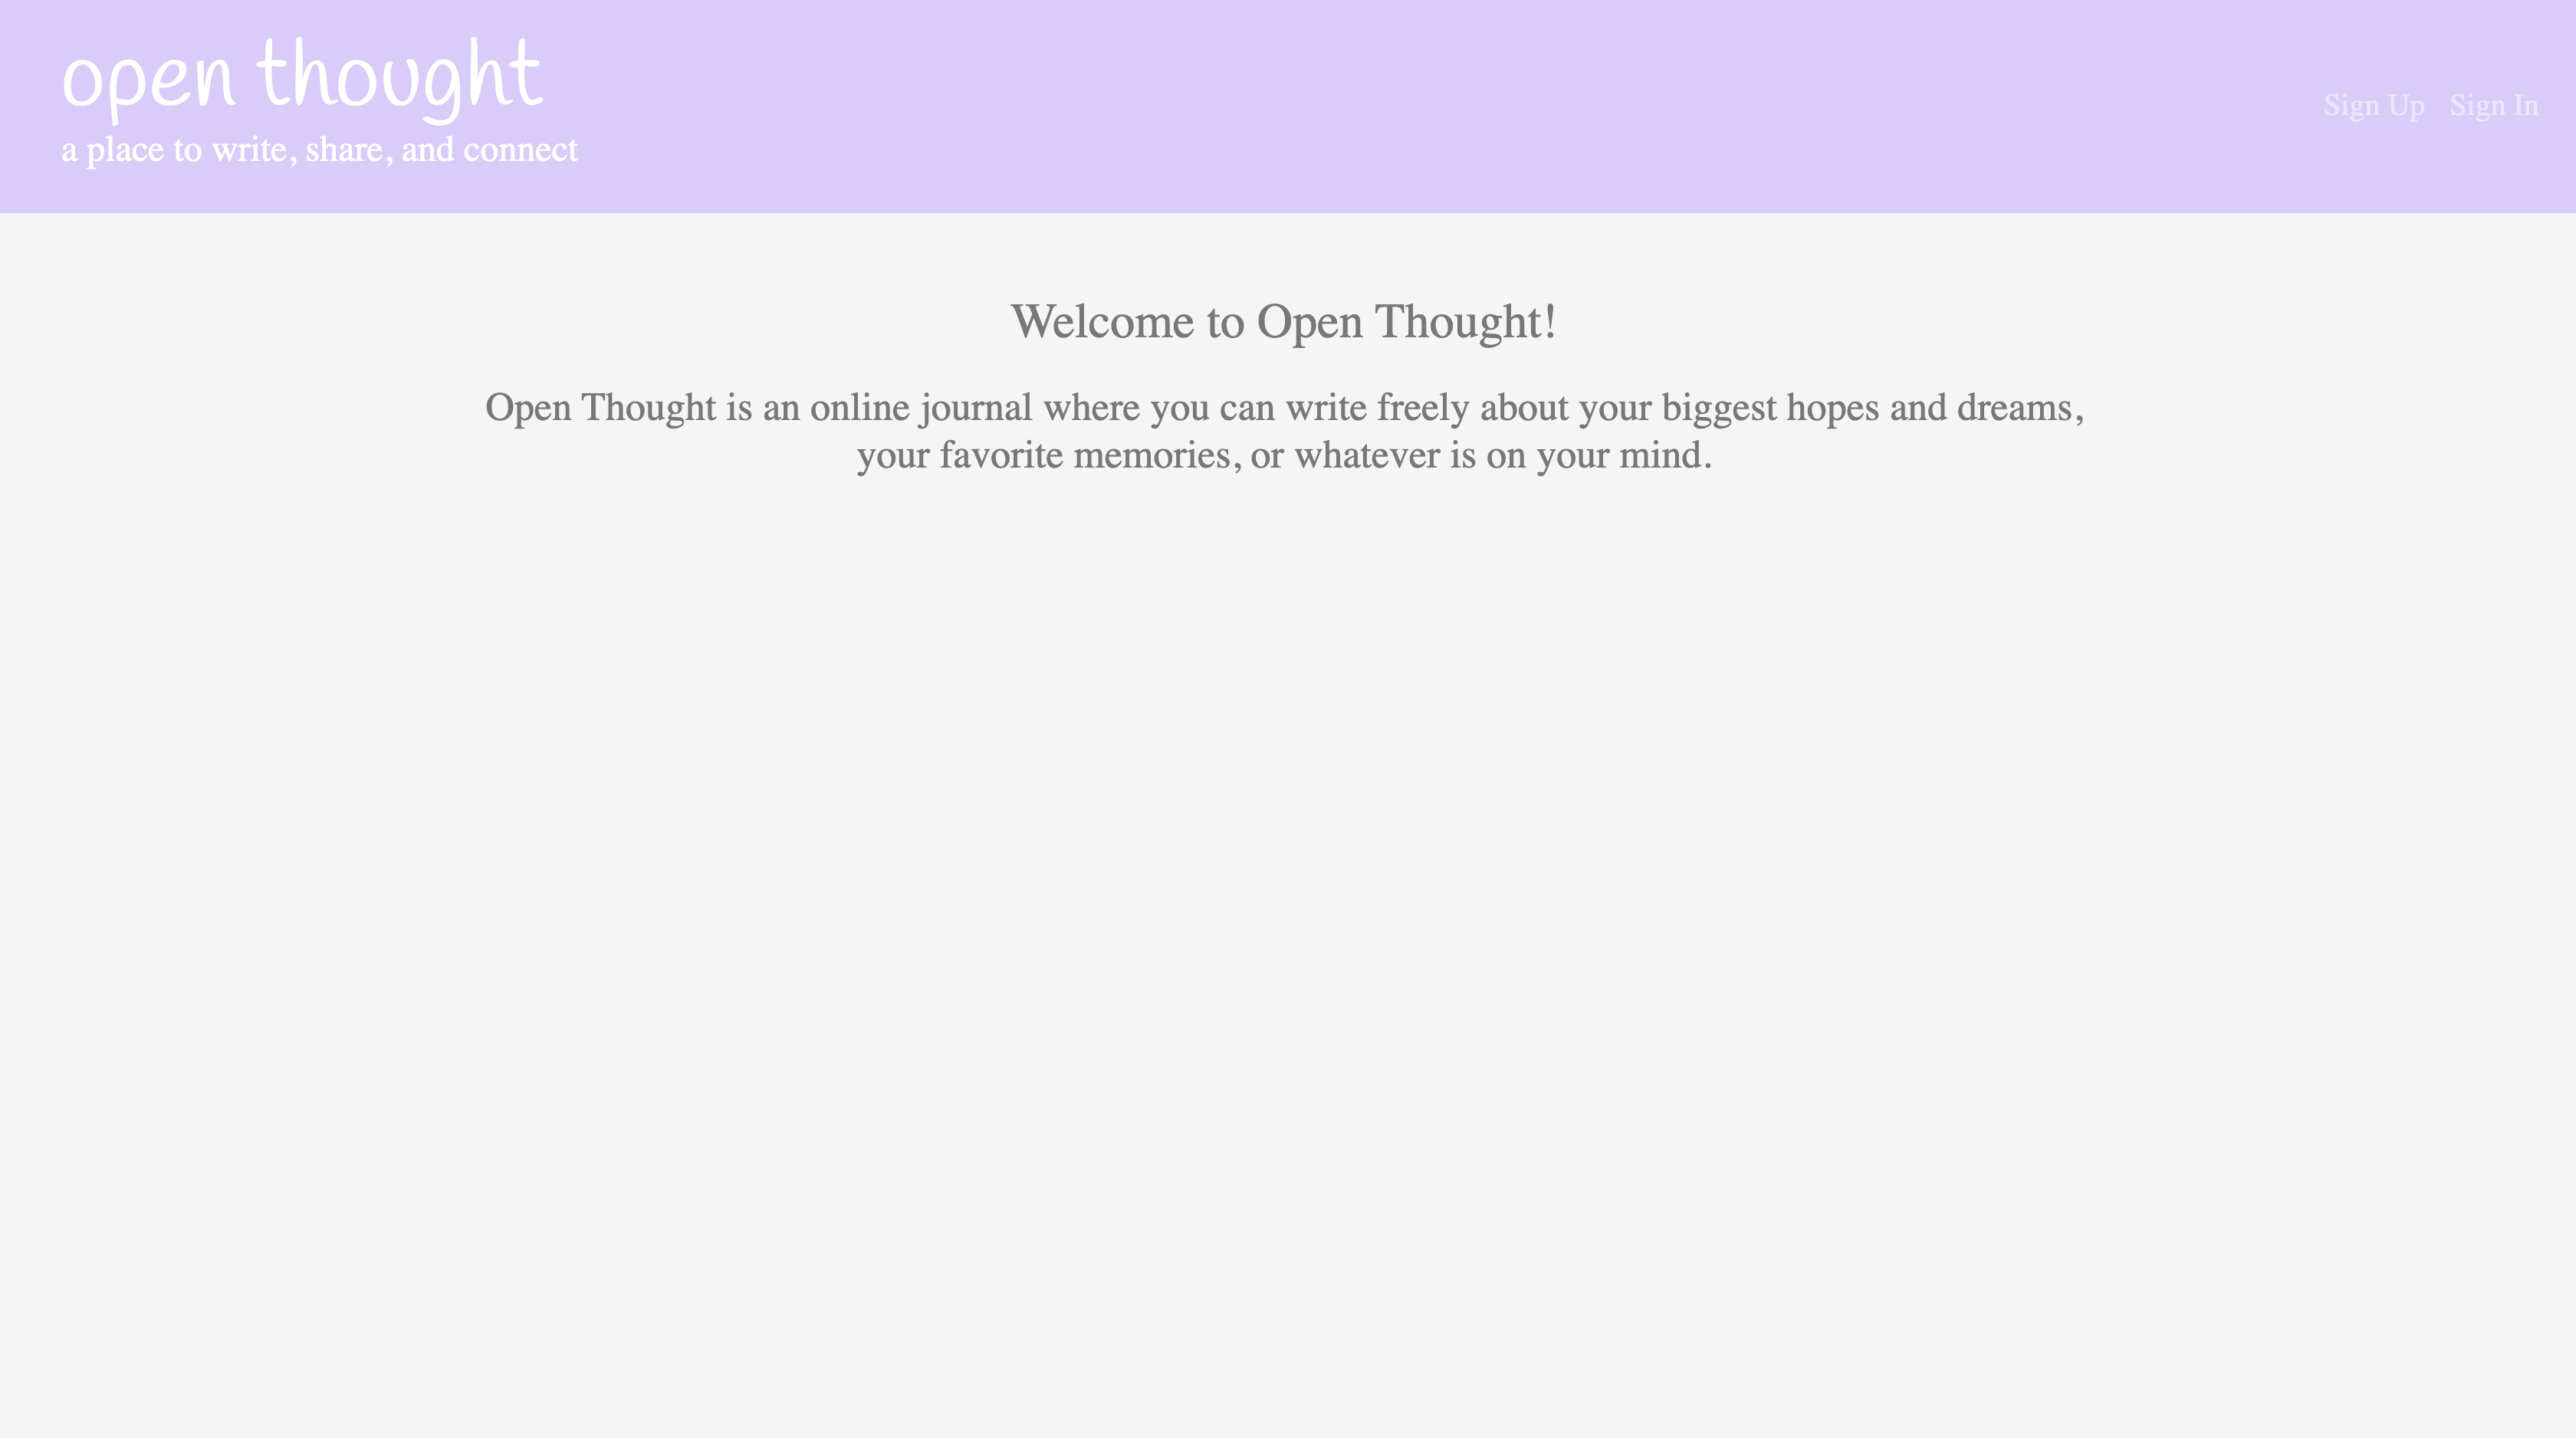 open thought
a place to write, share, and connect
Sign Up Sign In
Welcome to Open Thought!
Open Thought is an online journal where you can write freely about your biggest hopes and dreams,
your favorite memories, or whatever is on your mind.